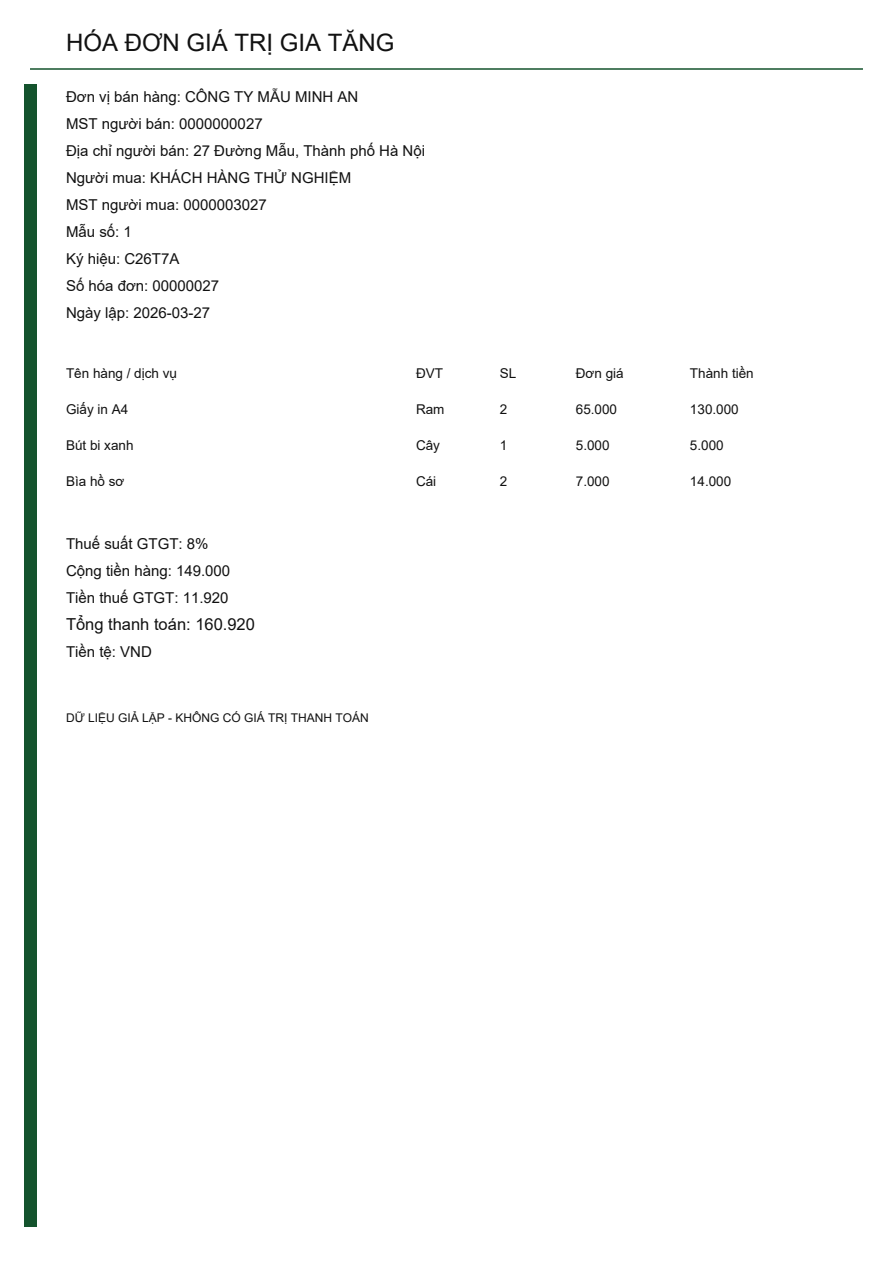 HÓA ĐƠN GIÁ TRỊ GIA TĂNG
Đơn vị bán hàng: CÔNG TY MẪU MINH AN
MST người bán: 0000000027
Địa chỉ người bán: 27 Đường Mẫu, Thành phố Hà Nội
Người mua: KHÁCH HÀNG THỬ NGHIỆM
MST người mua: 0000003027
Mẫu số: 1
Ký hiệu: C26T7A
Số hóa đơn: 00000027
Ngày lập: 2026-03-27
Tên hàng / dịch vụ ĐVT SL Đơn giá Thành tiền
Giấy in A4 Ram 2 65.000 130.000
Bút bi xanh Cây 1 5.000 5.000
Bìa hồ sơ Cái 2 7.000 14.000
Thuế suất GTGT: 8%
Cộng tiền hàng: 149.000
Tiền thuế GTGT: 11.920
Tổng thanh toán: 160.920
Tiền tệ: VND
DỮ LIỆU GIẢ LẬP - KHÔNG CÓ GIÁ TRỊ THANH TOÁN